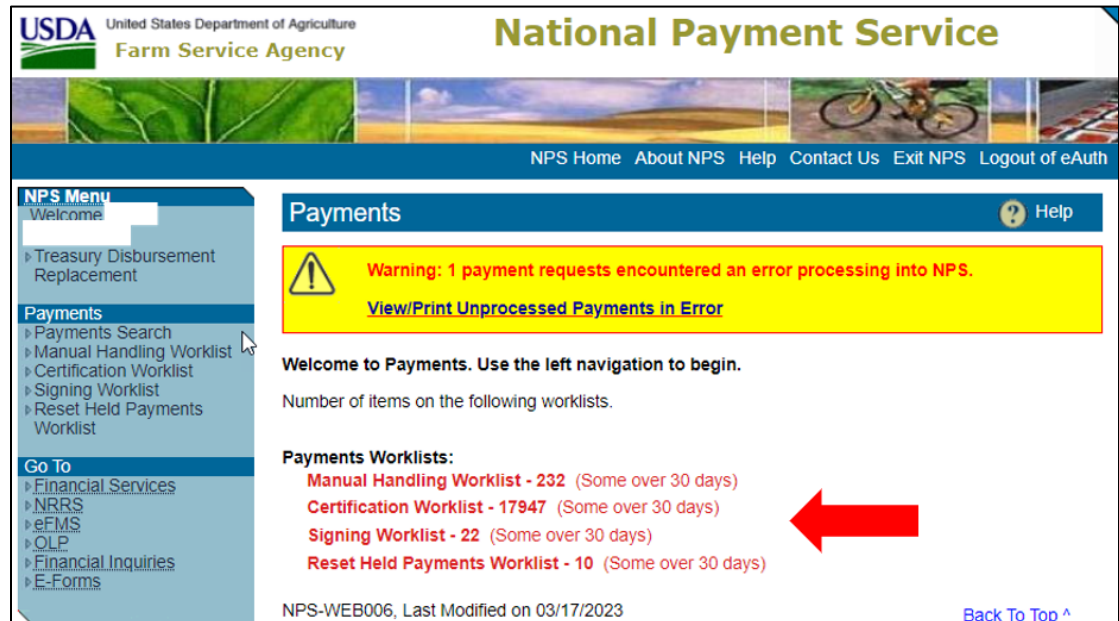 USDA United States Department of Agriculture
Farm Service Agency
National Payment Service
NPS Home About NPS Help Contact Us Exit NPS Logout of eAuth
NPS Menu
Welcome
Treasury Disbursement
Replacement
Payments
Payments Search
Manual Handling Worklist
Certification Worklist
Signing Worklist
Reset Held Payments
Worklist
Go To
Financial Services
NRRS
eFMS
OLP
Financial Inquiries
E-Forms
Payments
? Help
Warning: 1 payment requests encountered an error processing into NPS.
View/Print Unprocessed Payments in Error
Welcome to Payments. Use the left navigation to begin.
Number of items on the following worklists.
Payments Worklists:
Manual Handling Worklist - 232 (Some over 30 days)
Certification Worklist - 17947 (Some over 30 days)
Signing Worklist - 22 (Some over 30 days)
Reset Held Payments Worklist - 10 (Some over 30 days)
NPS-WEB006, Last Modified on 03/17/2023
Back To Top ^